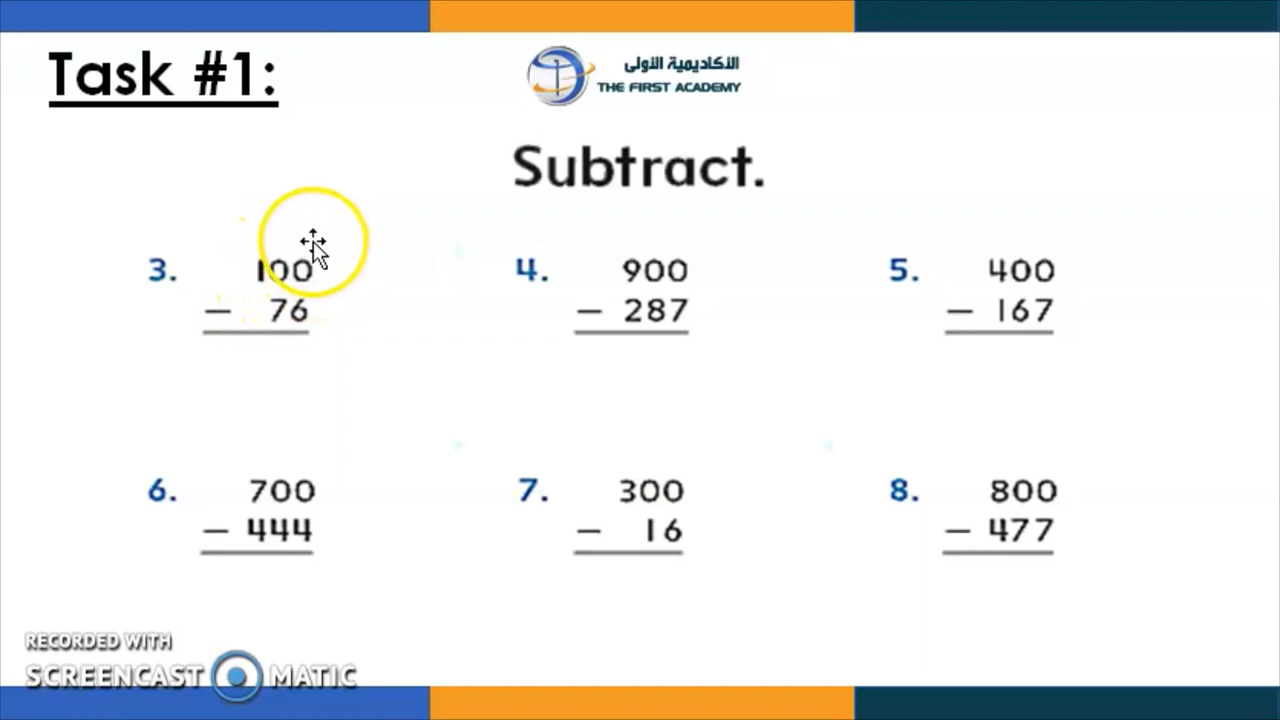 Task #1:
الأكاديمية الأولى
THE FIRST ACADEMY
Subtract.
3. 100
− 76
4. 900
− 287
5. 400
− 167
6. 700
− 444
7. 300
− 16
8. 800
− 477
RECORDED WITH
SCREENCAST MATIC